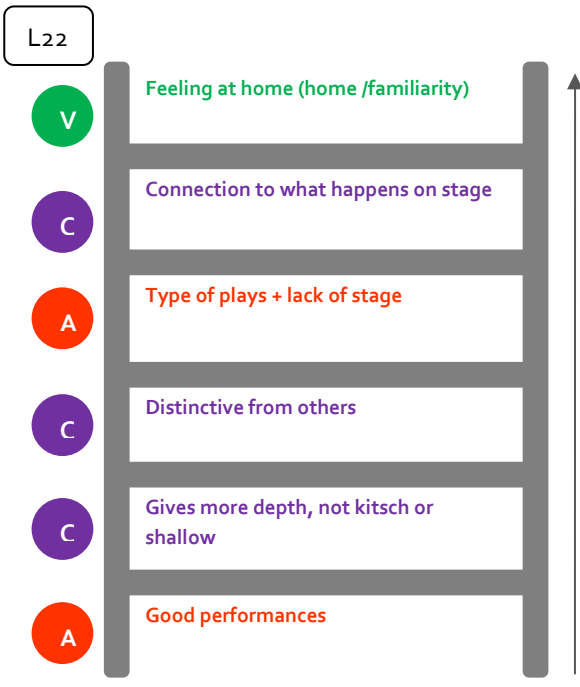 L22
V
Feeling at home (home /familiarity)
C
Connection to what happens on stage
A
Type of plays + lack of stage
C
Distinctive from others
C
Gives more depth, not kitsch or
shallow
A
Good performances